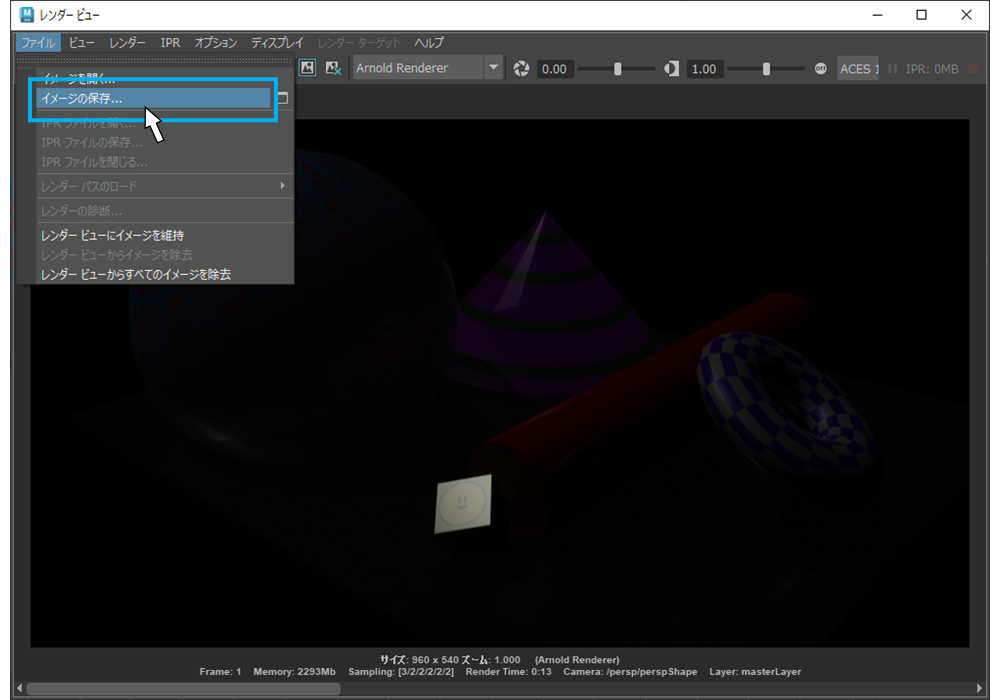 レンダー ビュー
ファイル ビュー レンダー IPR オプション ディスプレイ レンダー ターゲット ヘルプ
Arnold Renderer 0.00 1.00 OFF ACES 1 IPR: 0MB
イメージを開く...
イメージの保存...
IPR ファイルを開く...
IPR ファイルの保存...
IPR ファイルを閉じる...
レンダー パスのロード
レンダーの診断...
レンダー ビューにイメージを維持
レンダー ビューからイメージを除去
レンダー ビューからすべてのイメージを除去
サイズ: 960 x 540 ズーム: 1.000 (Arnold Renderer)
Frame: 1 Memory: 2293Mb Sampling: [3/2/2/2/2/2] Render Time: 0:13 Camera: /persp/perspShape Layer: masterLayer